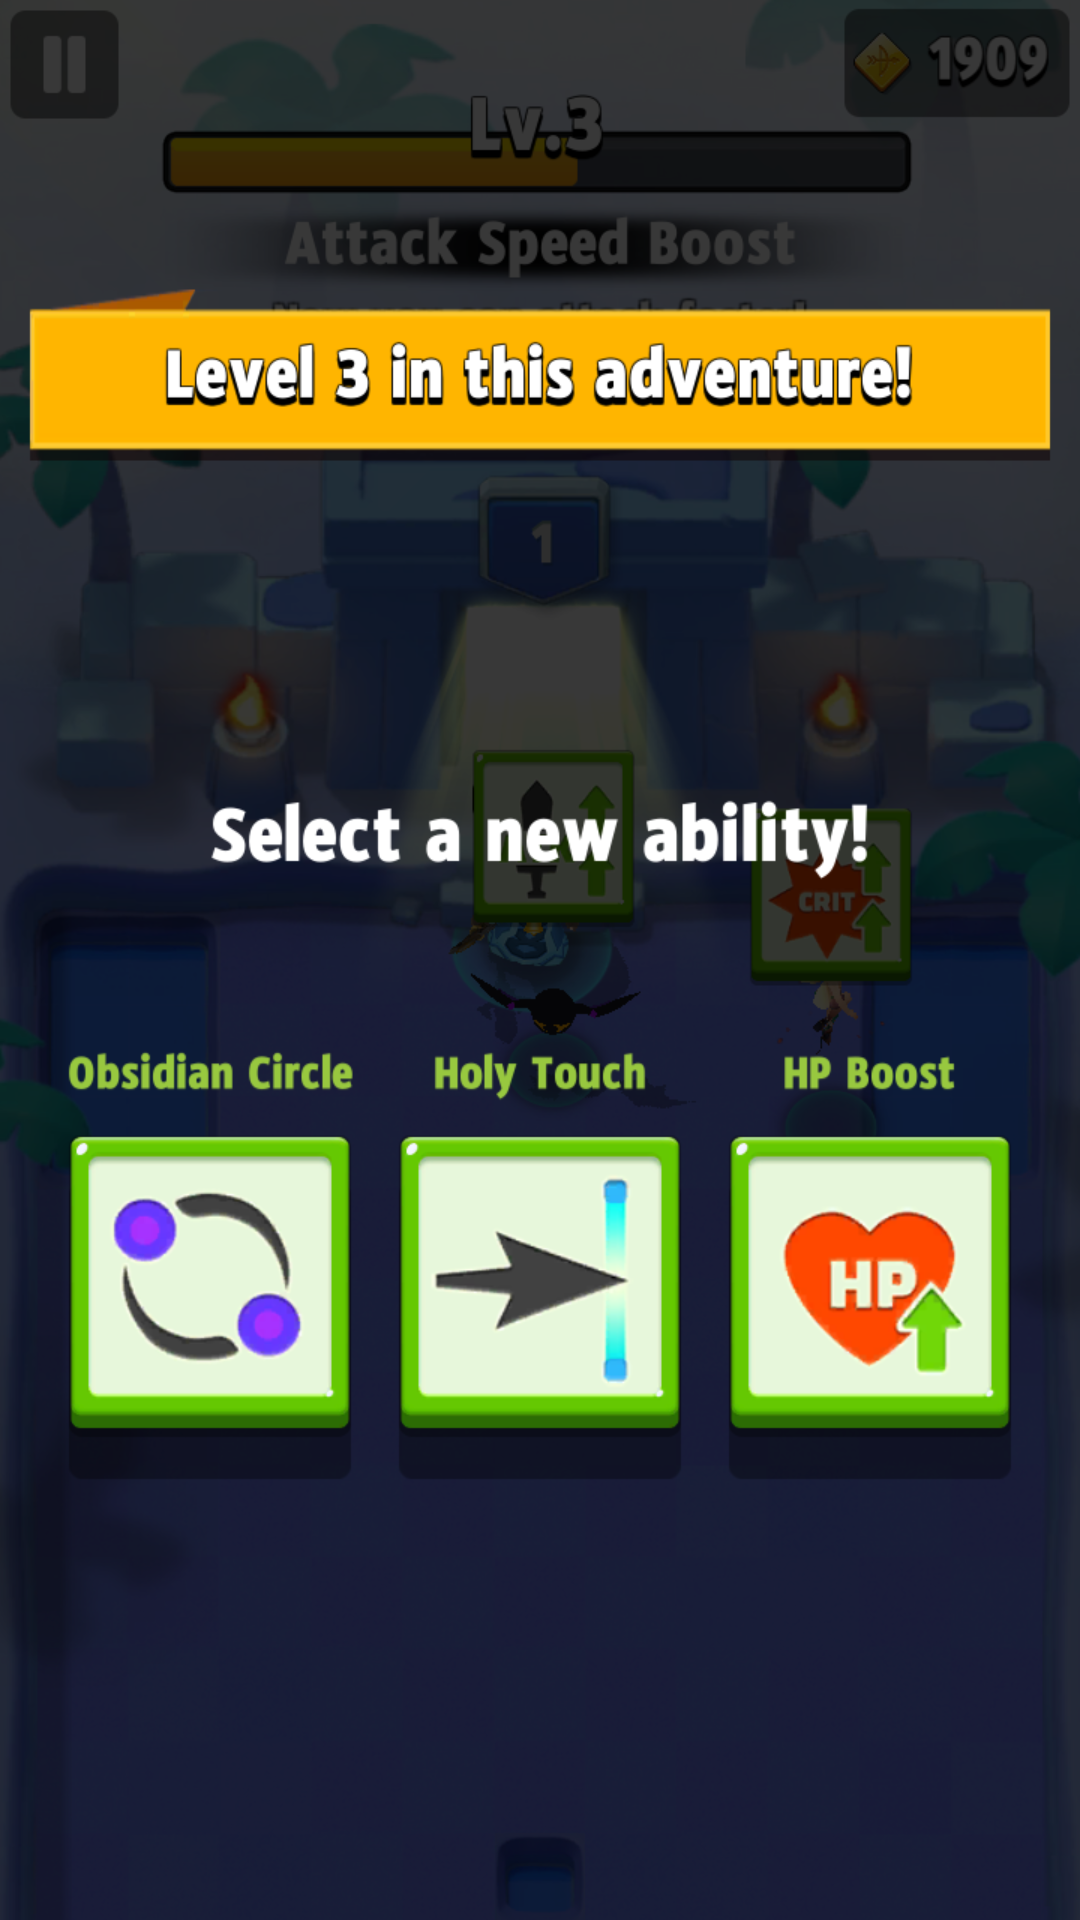 1909
Lv.3
Attack Speed Boost
Level 3 in this adventure!
1
Select a new ability!
CRIT
Obsidian Circle
Holy Touch
HP Boost
HP